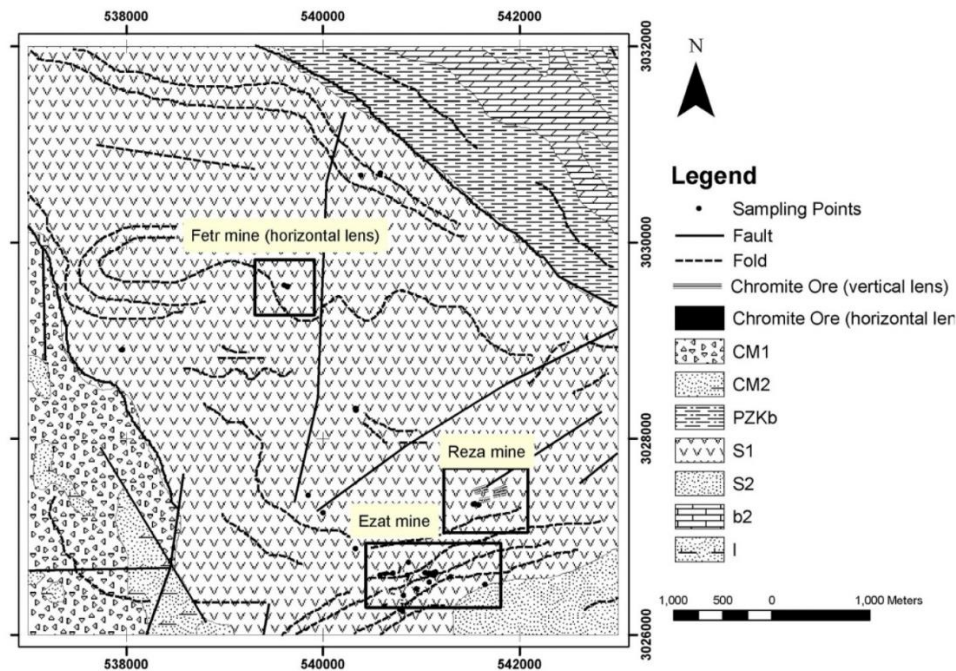 538000 540000 542000
3032000
3030000
3028000
3026000
Fetr mine (horizontal lens)
Reza mine
Ezat mine
538000 540000 542000
N
Legend
Sampling Points
Fault
Fold
Chromite Ore (vertical lens)
Chromite Ore (horizontal len
CM1
CM2
PZKb
S1
S2
b2
I
1,000 500 0 1,000 Meters